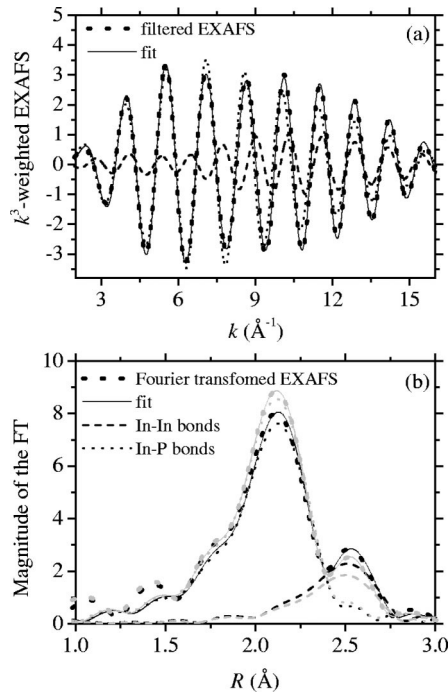 5
(a)
filtered EXAFS
4
fit
3
2
1
0
-1
-2
-3
k³-weighted EXAFS
3
6
9
12
15
k (Å⁻¹)
10
(b)
Fourier transfomed EXAFS
fit
8
In-In bonds
In-P bonds
6
4
2
0
Magnitude of the FT
1.0
1.5
2.0
2.5
3.0
R (Å)